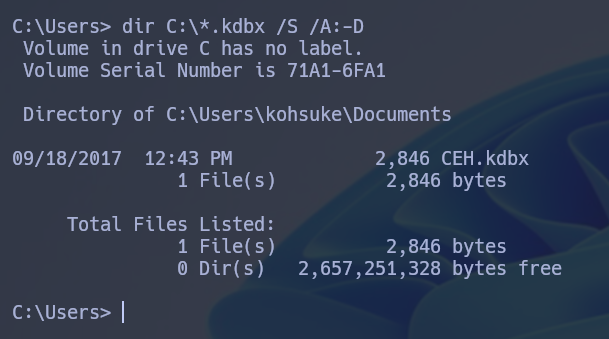 C:\Users> dir C:\*.kdbx /S /A:-D
 Volume in drive C has no label.
 Volume Serial Number is 71A1-6FA1

 Directory of C:\Users\kohsuke\Documents

09/18/2017  12:43 PM             2,846 CEH.kdbx
               1 File(s)          2,846 bytes

     Total Files Listed:
               1 File(s)          2,846 bytes
               0 Dir(s)   2,657,251,328 bytes free

C:\Users>